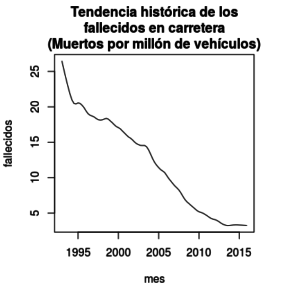 Tendencia histórica de los
fallecidos en carretera
(Muertos por millón de vehículos)
fallecidos
25
20
15
10
5
1995 2000 2005 2010 2015
mes